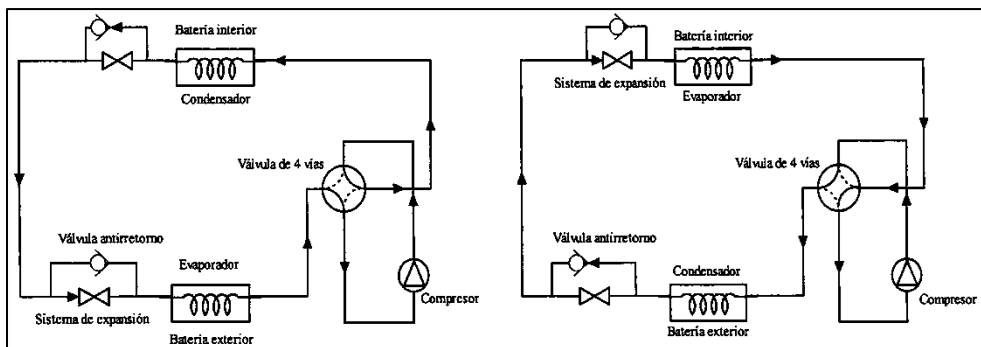 Batería interior
Condensador
Válvula de 4 vías
Válvula antirretorno
Evaporador
Sistema de expansión
Batería exterior
Compresor
Batería interior
Sistema de expansión
Evaporador
Válvula de 4 vías
Válvula antirretorno
Condensador
Batería exterior
Compresor